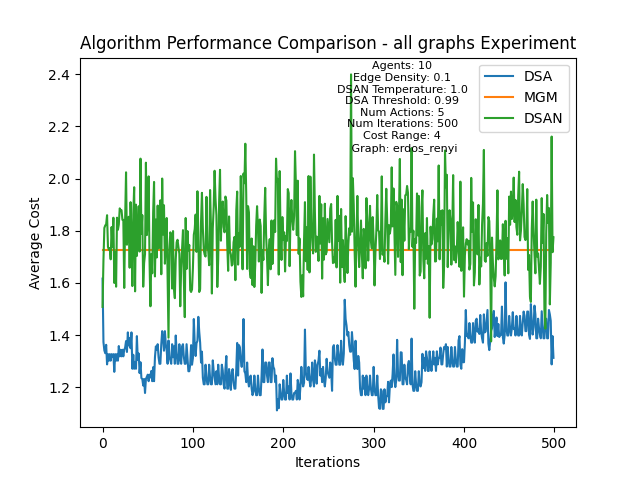 Algorithm Performance Comparison - all graphs Experiment
Agents: 10
Edge Density: 0.1
DSAN Temperature: 1.0
DSA Threshold: 0.99
Num Actions: 5
Num Iterations: 500
Cost Range: 4
Graph: erdos_renyi
DSA
MGM
DSAN
2.4
2.2
2.0
1.8
1.6
1.4
1.2
Average Cost
0
100
200
300
400
500
Iterations